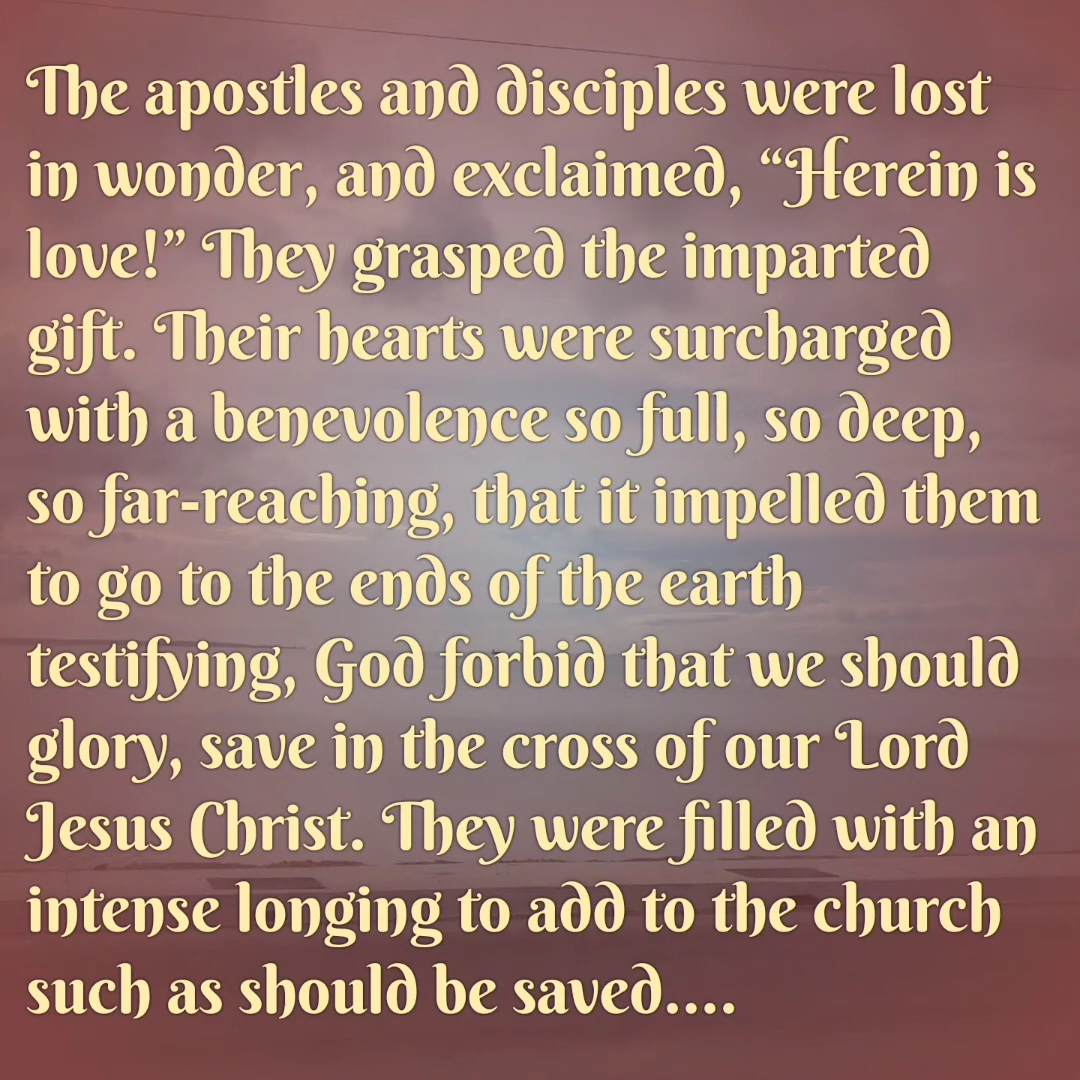 The apostles and disciples were lost
in wonder, and exclaimed, “Herein is
love!” They grasped the imparted
gift. Their hearts were surcharged
with a benevolence so full, so deep,
so far-reaching, that it impelled them
to go to the ends of the earth
testifying, God forbid that we should
glory, save in the cross of our Lord
Jesus Christ. They were filled with an
intense longing to add to the church
such as should be saved....